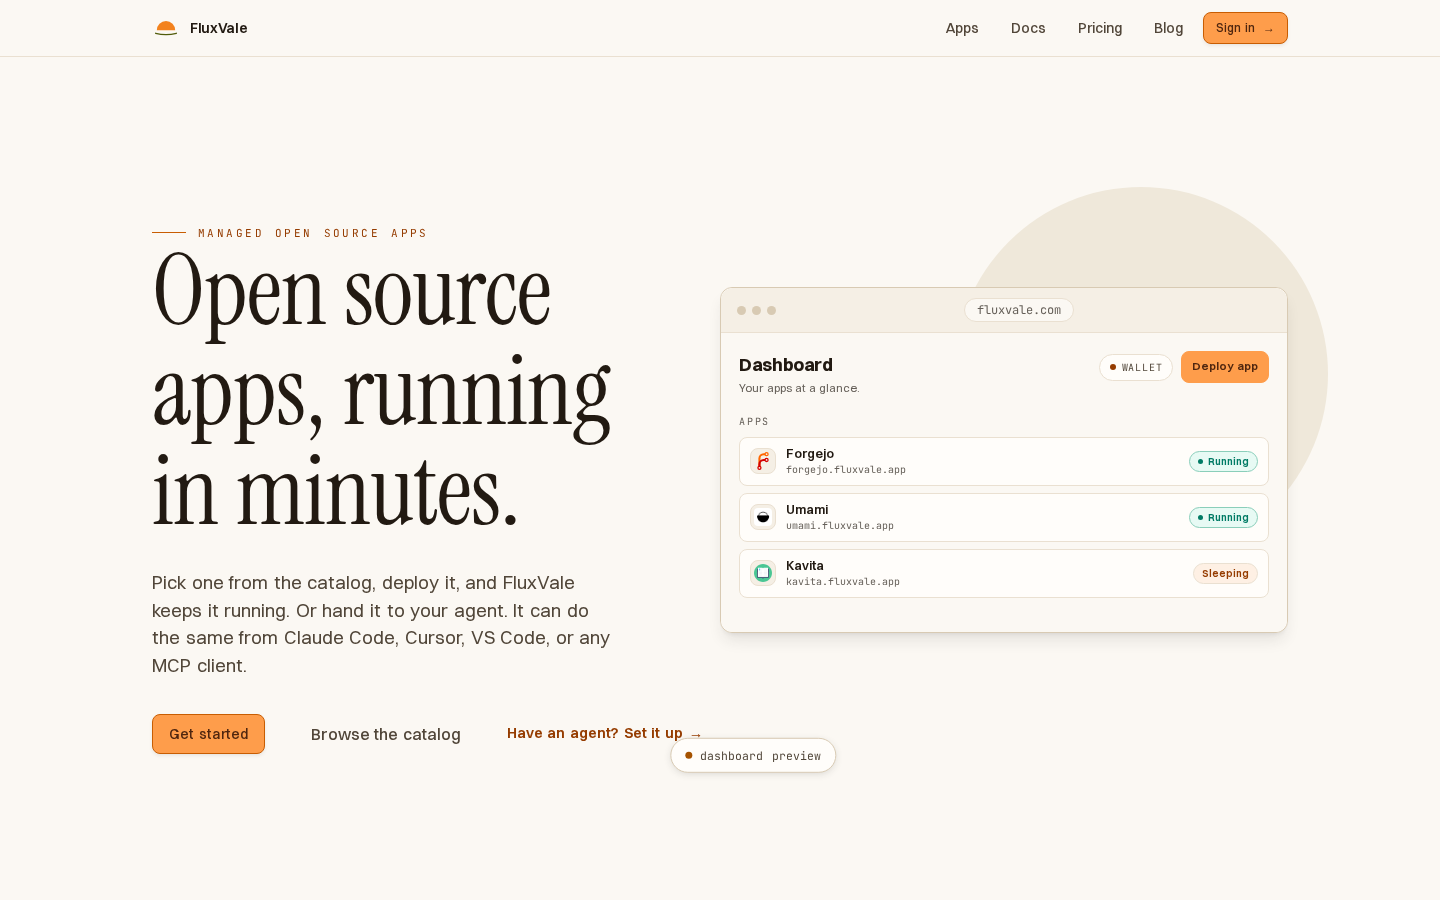 FluxVale
Apps
Docs
Pricing
Blog
Sign in →
MANAGED OPEN SOURCE APPS
Open source
apps, running
in minutes.
Pick one from the catalog, deploy it, and FluxVale
keeps it running. Or hand it to your agent. It can do
the same from Claude Code, Cursor, VS Code, or any
MCP client.
Get started
Browse the catalog
Have an agent? Set it up →
fluxvale.com
Dashboard
Your apps at a glance.
WALLET
Deploy app
APPS
Forgejo
forgejo.fluxvale.app
Running
Umami
umami.fluxvale.app
Running
Kavita
kavita.fluxvale.app
Sleeping
dashboard preview